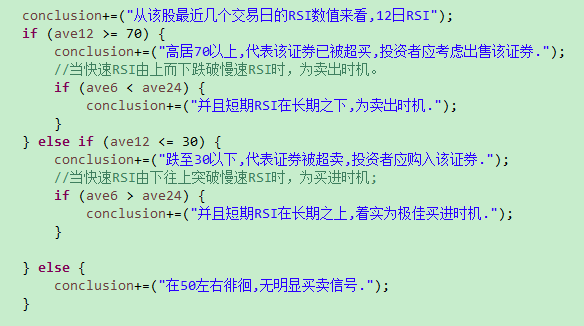 conclusion+=("从该股最近几个交易日的RSI数值来看,12日RSI");
if (ave12 >= 70) {
conclusion+=("高居70以上,代表该证券已被超买,投资者应考虑出售该证券.");
//当快速RSI由上而下跌破慢速RSI时，为卖出时机。
if (ave6 < ave24) {
conclusion+=("并且短期RSI在长期之下,为卖出时机.");
}
} else if (ave12 <= 30) {
conclusion+=("跌至30以下,代表证券被超卖,投资者应购入该证券.");
//当快速RSI由下往上突破慢速RSI时，为买进时机;
if (ave6 > ave24) {
conclusion+=("并且短期RSI在长期之上,着实为极佳买进时机.");
}
} else {
conclusion+=("在50左右徘徊,无明显买卖信号.");
}